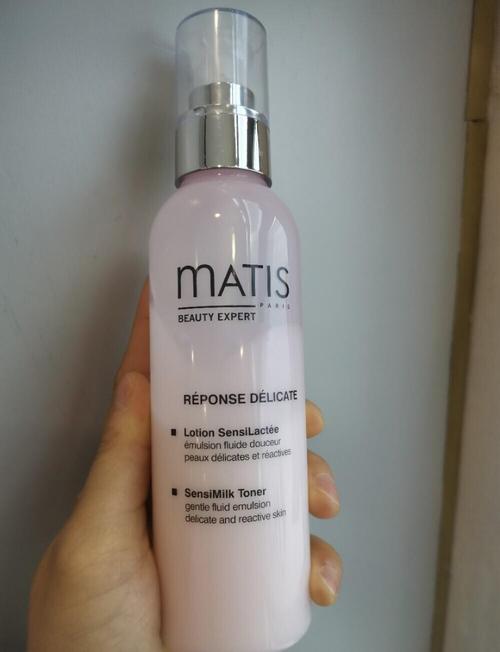 MATIS
PARIS
BEAUTY EXPERT
RÉPONSE DÉLICATE
Lotion SensiLactée
émulsion fluide douceur
peaux délicates et réactives
SensiMilk Toner
gentle fluid emulsion
delicate and reactive skin